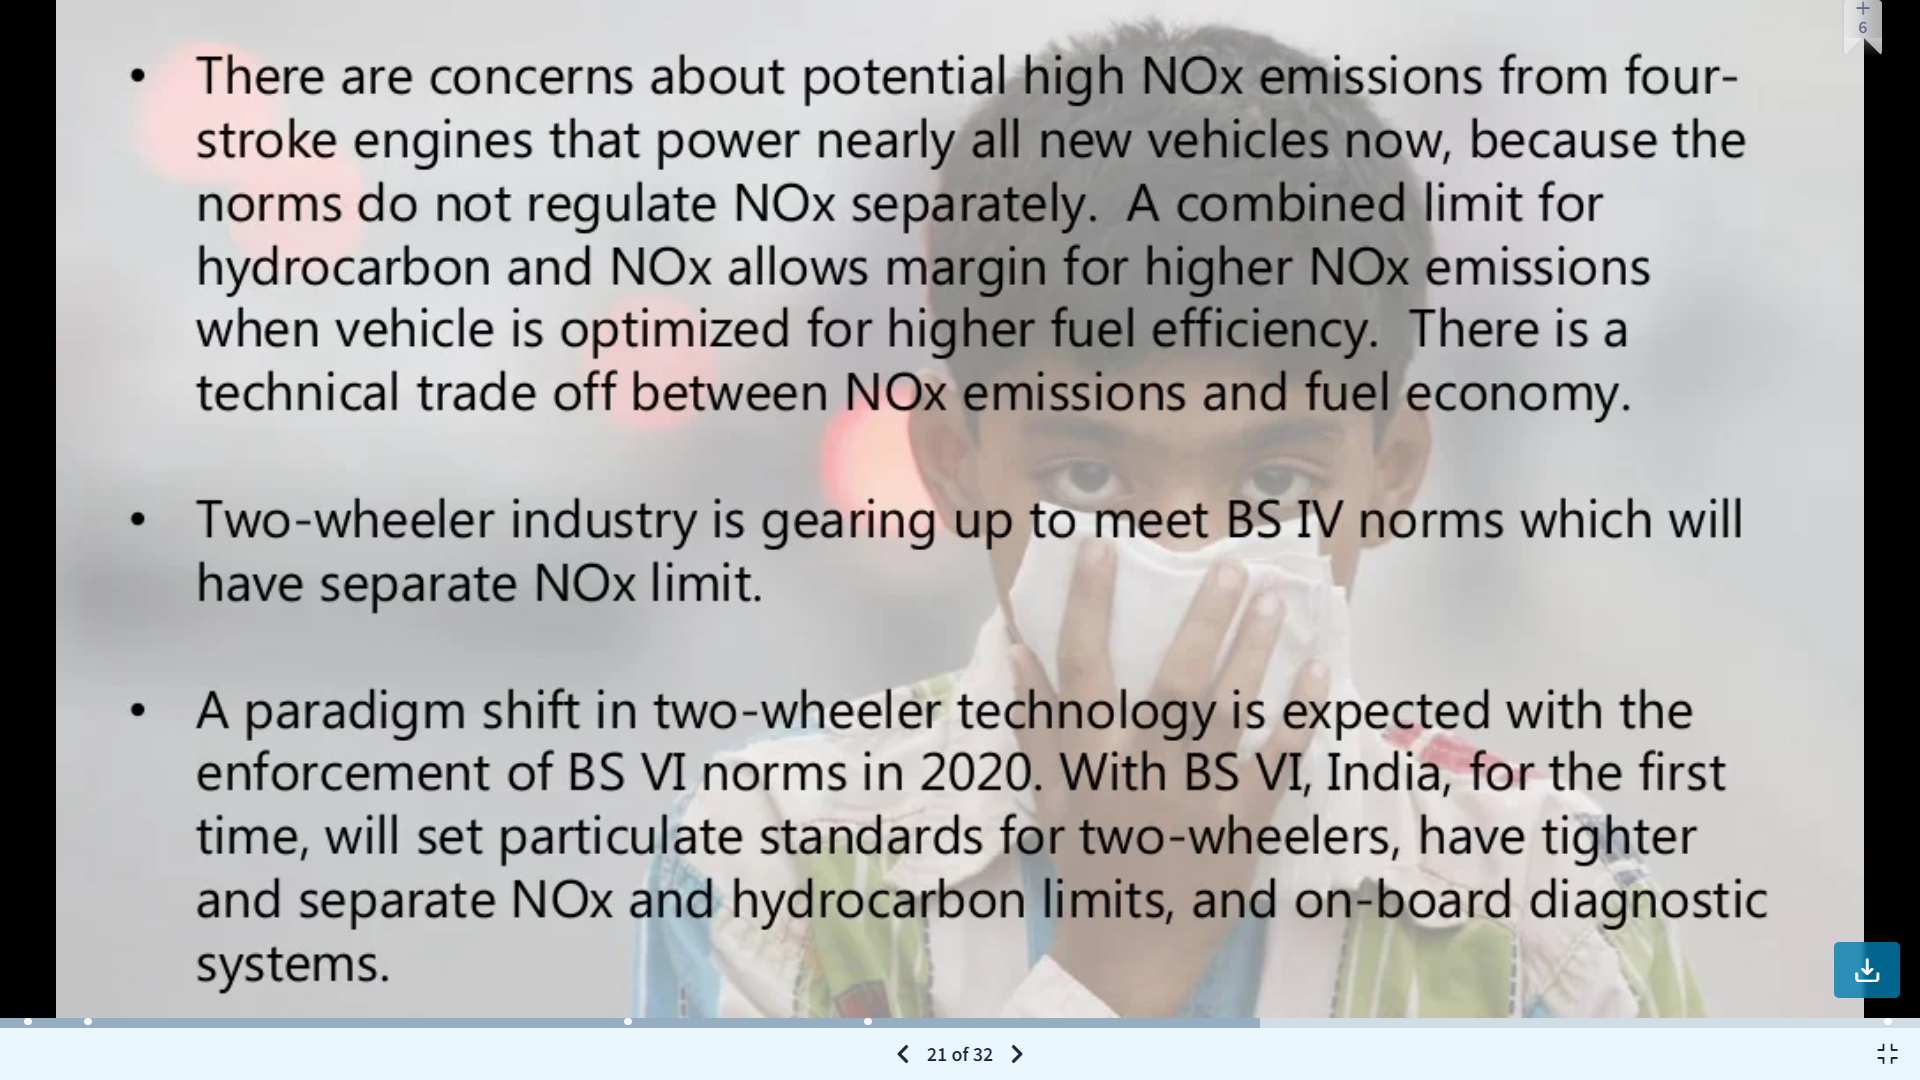 +
6
• There are concerns about potential high NOx emissions from four-
stroke engines that power nearly all new vehicles now, because the
norms do not regulate NOx separately. A combined limit for
hydrocarbon and NOx allows margin for higher NOx emissions
when vehicle is optimized for higher fuel efficiency. There is a
technical trade off between NOx emissions and fuel economy.
• Two-wheeler industry is gearing up to meet BS IV norms which will
have separate NOx limit.
• A paradigm shift in two-wheeler technology is expected with the
enforcement of BS VI norms in 2020. With BS VI, India, for the first
time, will set particulate standards for two-wheelers, have tighter
and separate NOx and hydrocarbon limits, and on-board diagnostic
systems.
21 of 32